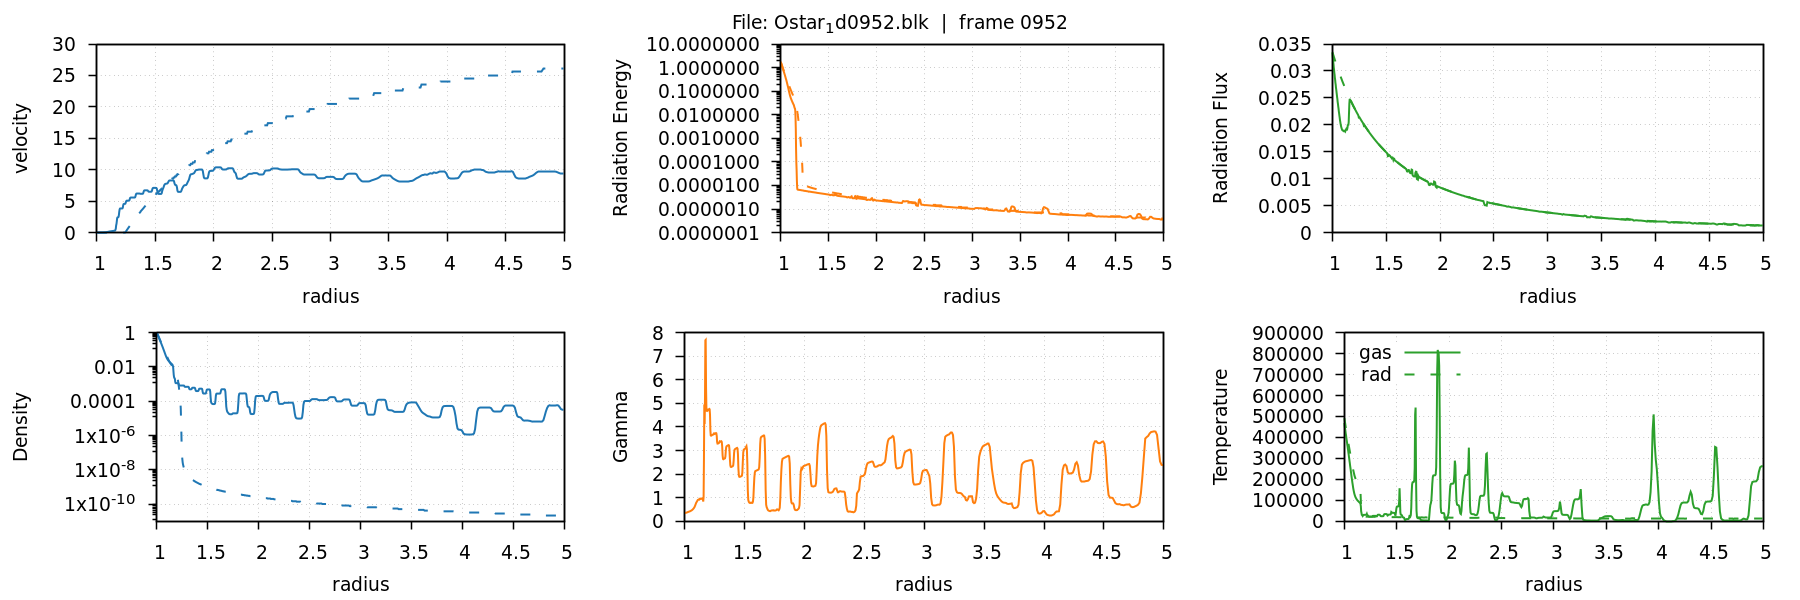 File: Ostar1d0952.blk | frame 0952
velocity
30
25
20
15
10
5
0
1 1.5 2 2.5 3 3.5 4 4.5 5
radius
Radiation Energy
10.0000000
1.0000000
0.1000000
0.0100000
0.0010000
0.0001000
0.0000100
0.0000010
0.0000001
1 1.5 2 2.5 3 3.5 4 4.5 5
radius
Radiation Flux
0.035
0.03
0.025
0.02
0.015
0.01
0.005
0
1 1.5 2 2.5 3 3.5 4 4.5 5
radius
Density
1
0.01
0.0001
1x10-6
1x10-8
1x10-10
1 1.5 2 2.5 3 3.5 4 4.5 5
radius
Gamma
8
7
6
5
4
3
2
1
0
1 1.5 2 2.5 3 3.5 4 4.5 5
radius
Temperature
900000
800000
700000
600000
500000
400000
300000
200000
100000
0
gas
rad
1 1.5 2 2.5 3 3.5 4 4.5 5
radius